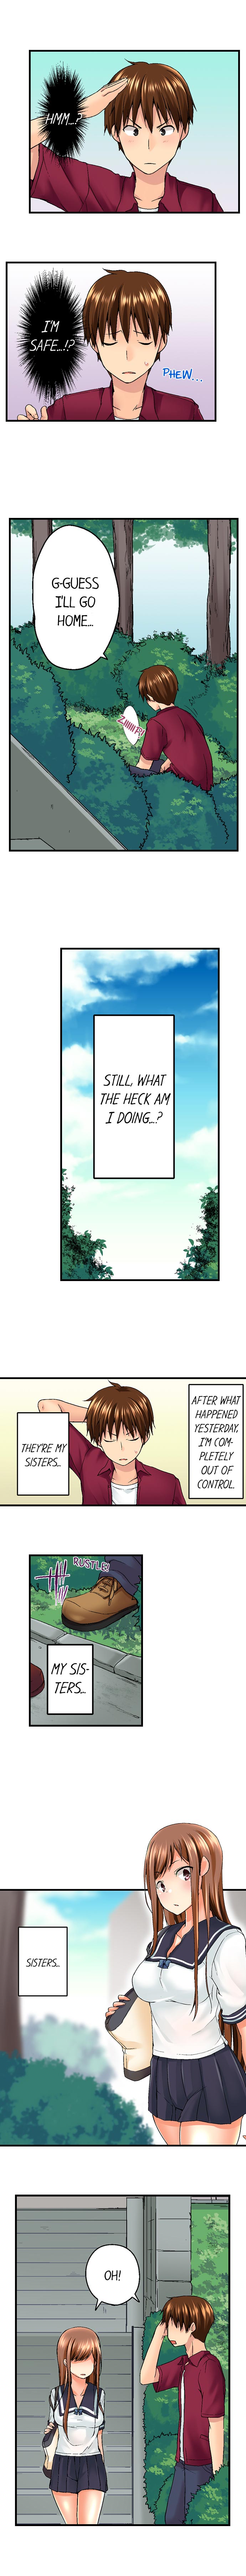 HMM...?
I'M
SAFE...!?
PHEW...
G-GUESS
I'LL GO
HOME...
STILL, WHAT
THE HECK AM
I DOING...?
AFTER WHAT
HAPPENED
YESTERDAY,
I'M COM-
PLETELY
OUT OF
CONTROL.
THEY'RE MY
SISTERS...
RUSTLE!
MY SIS-
TERS...
SISTERS...
OH!